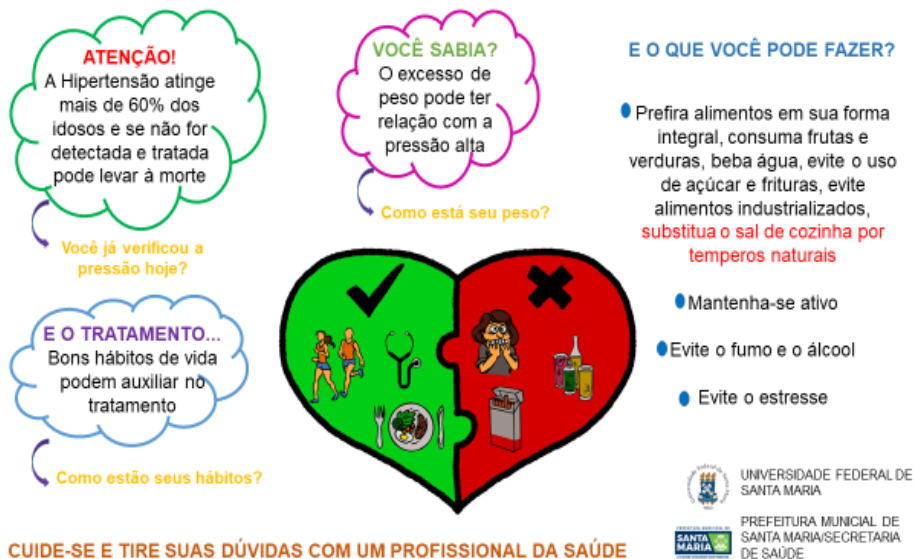 ATENÇÃO!
A Hipertensão atinge
mais de 60% dos
idosos e se não for
detectada e tratada
pode levar à morte
Você já verificou a
pressão hoje?
VOCÊ SABIA?
O excesso de
peso pode ter
relação com a
pressão alta
Como está seu peso?
E O TRATAMENTO...
Bons hábitos de vida
podem auxiliar no
tratamento
Como estão seus hábitos?
E O QUE VOCÊ PODE FAZER?
Prefira alimentos em sua forma
integral, consuma frutas e
verduras, beba água, evite o uso
de açúcar e frituras, evite
alimentos industrializados,
substitua o sal de cozinha por
temperos naturais
Mantenha-se ativo
Evite o fumo e o álcool
Evite o estresse
UNIVERSIDADE FEDERAL DE
SANTA MARIA
SANTA
MARIA
PREFEITURA MUNICIAL DE
SANTA MARIA/SECRETARIA
DE SAÚDE
CUIDE-SE E TIRE SUAS DÚVIDAS COM UM PROFISSIONAL DA SAÚDE